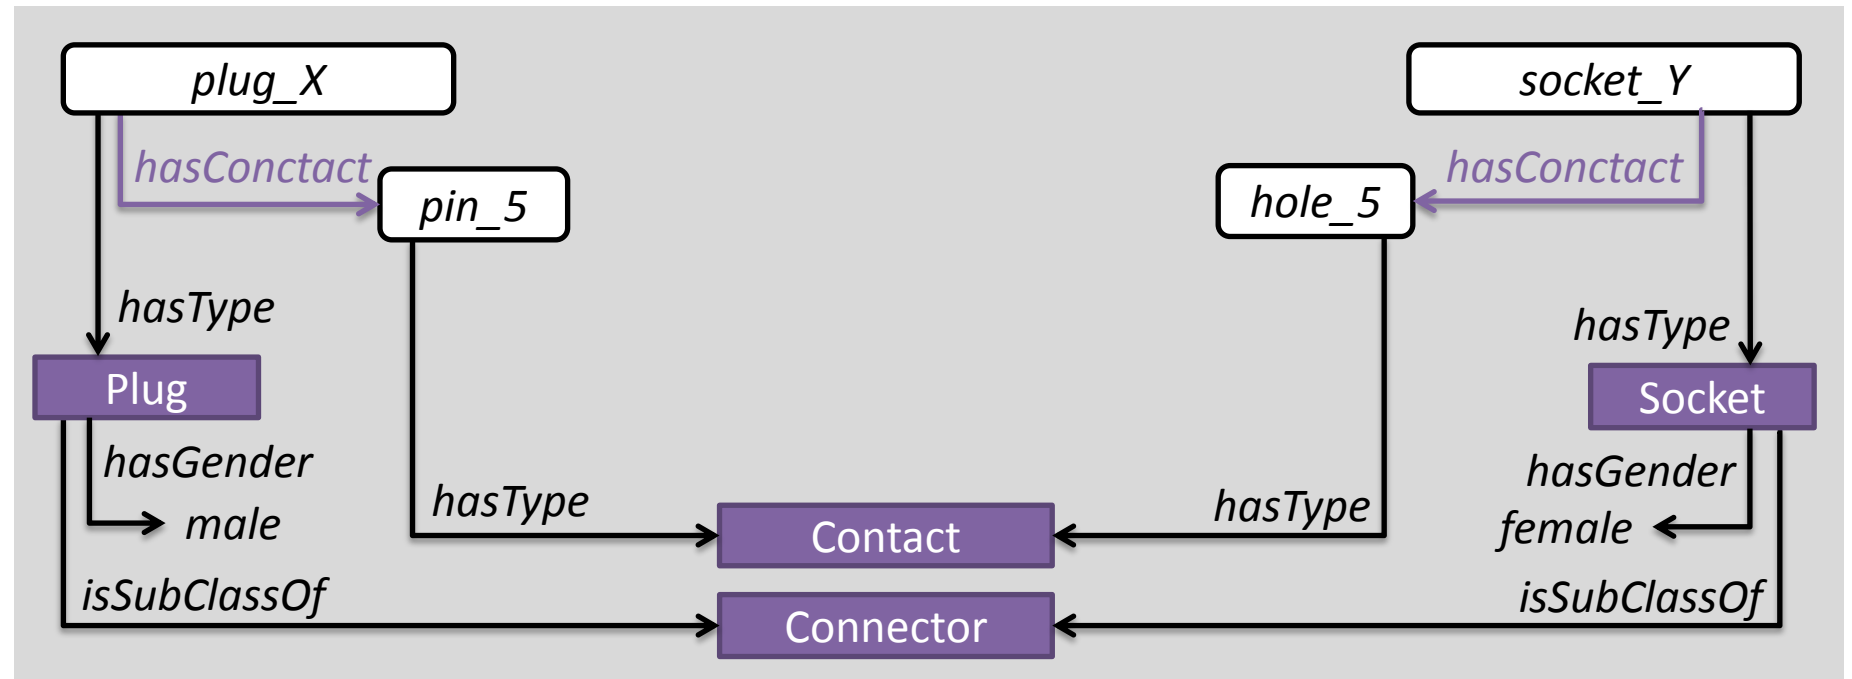 plug_X
socket_Y
hasConctact
hasConctact
pin_5
hole_5
hasType
hasType
Plug
Socket
hasGender
hasGender
male
female
hasType
hasType
Contact
isSubClassOf
isSubClassOf
Connector